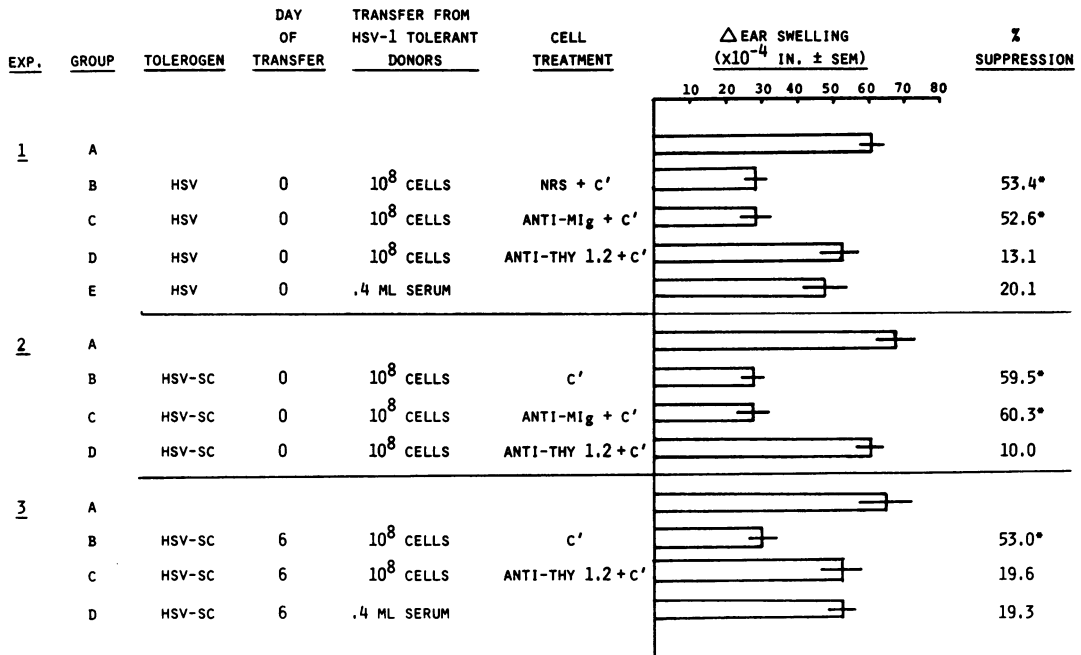 DAY TRANSFER FROM
OF HSV-1 TOLERANT CELL △EAR SWELLING %
EXP. GROUP TOLEROGEN TRANSFER DONORS TREATMENT (x10-4 IN. ± SEM) SUPPRESSION
10 20 30 40 50 60 70 80
1 A
B HSV 0 10^8 CELLS NRS + C' 53.4*
C HSV 0 10^8 CELLS ANTI-MIg + C' 52.6*
D HSV 0 10^8 CELLS ANTI-THY 1.2 + C' 13.1
E HSV 0 .4 ML SERUM 20.1
2 A
B HSV-SC 0 10^8 CELLS C' 59.5*
C HSV-SC 0 10^8 CELLS ANTI-MIg + C' 60.3*
D HSV-SC 0 10^8 CELLS ANTI-THY 1.2 + C' 10.0
3 A
B HSV-SC 6 10^8 CELLS C' 53.0*
C HSV-SC 6 10^8 CELLS ANTI-THY 1.2 + C' 19.6
D HSV-SC 6 .4 ML SERUM 19.3